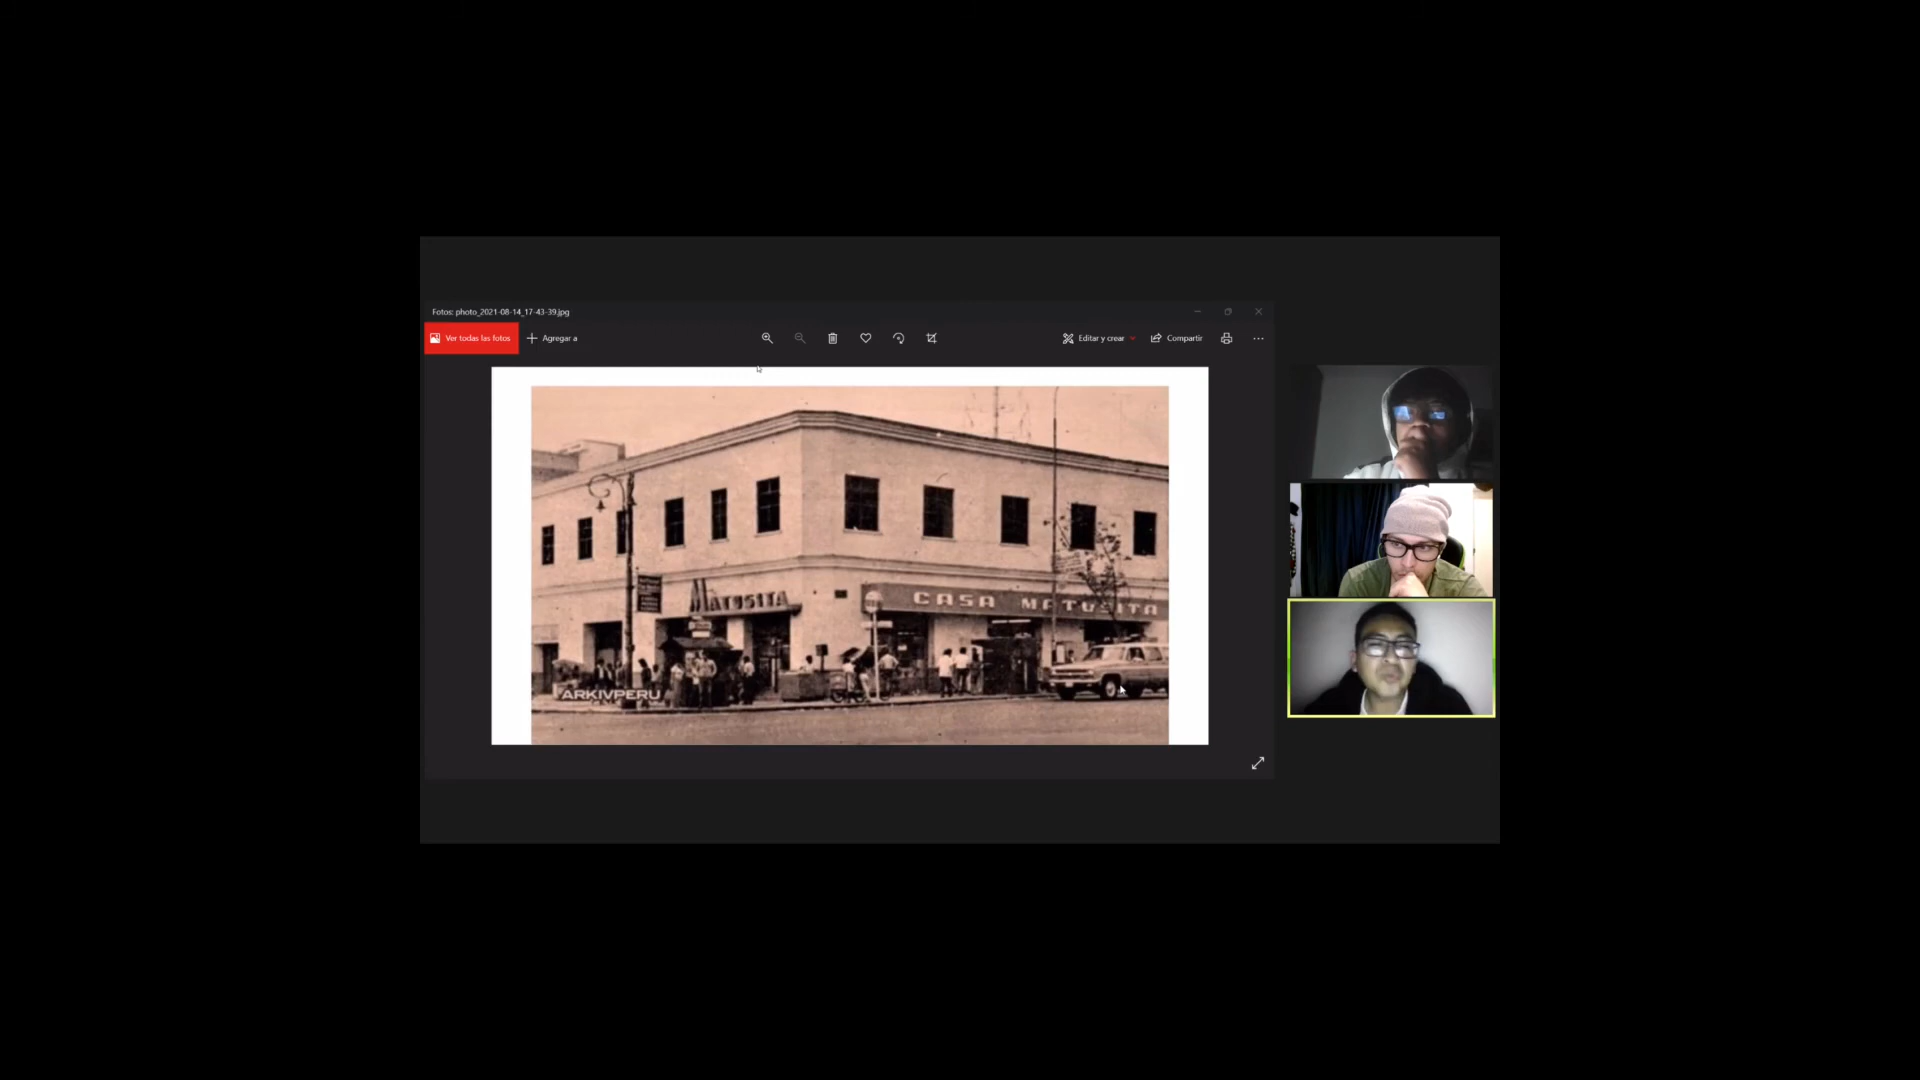 Fotos: photo_2021-08-14_17-43-39.jpg
Ver todas las fotos
Agregar a
Editar y crear
Compartir
MATUSITA
CASA MATUSITA
ARKIVPERU